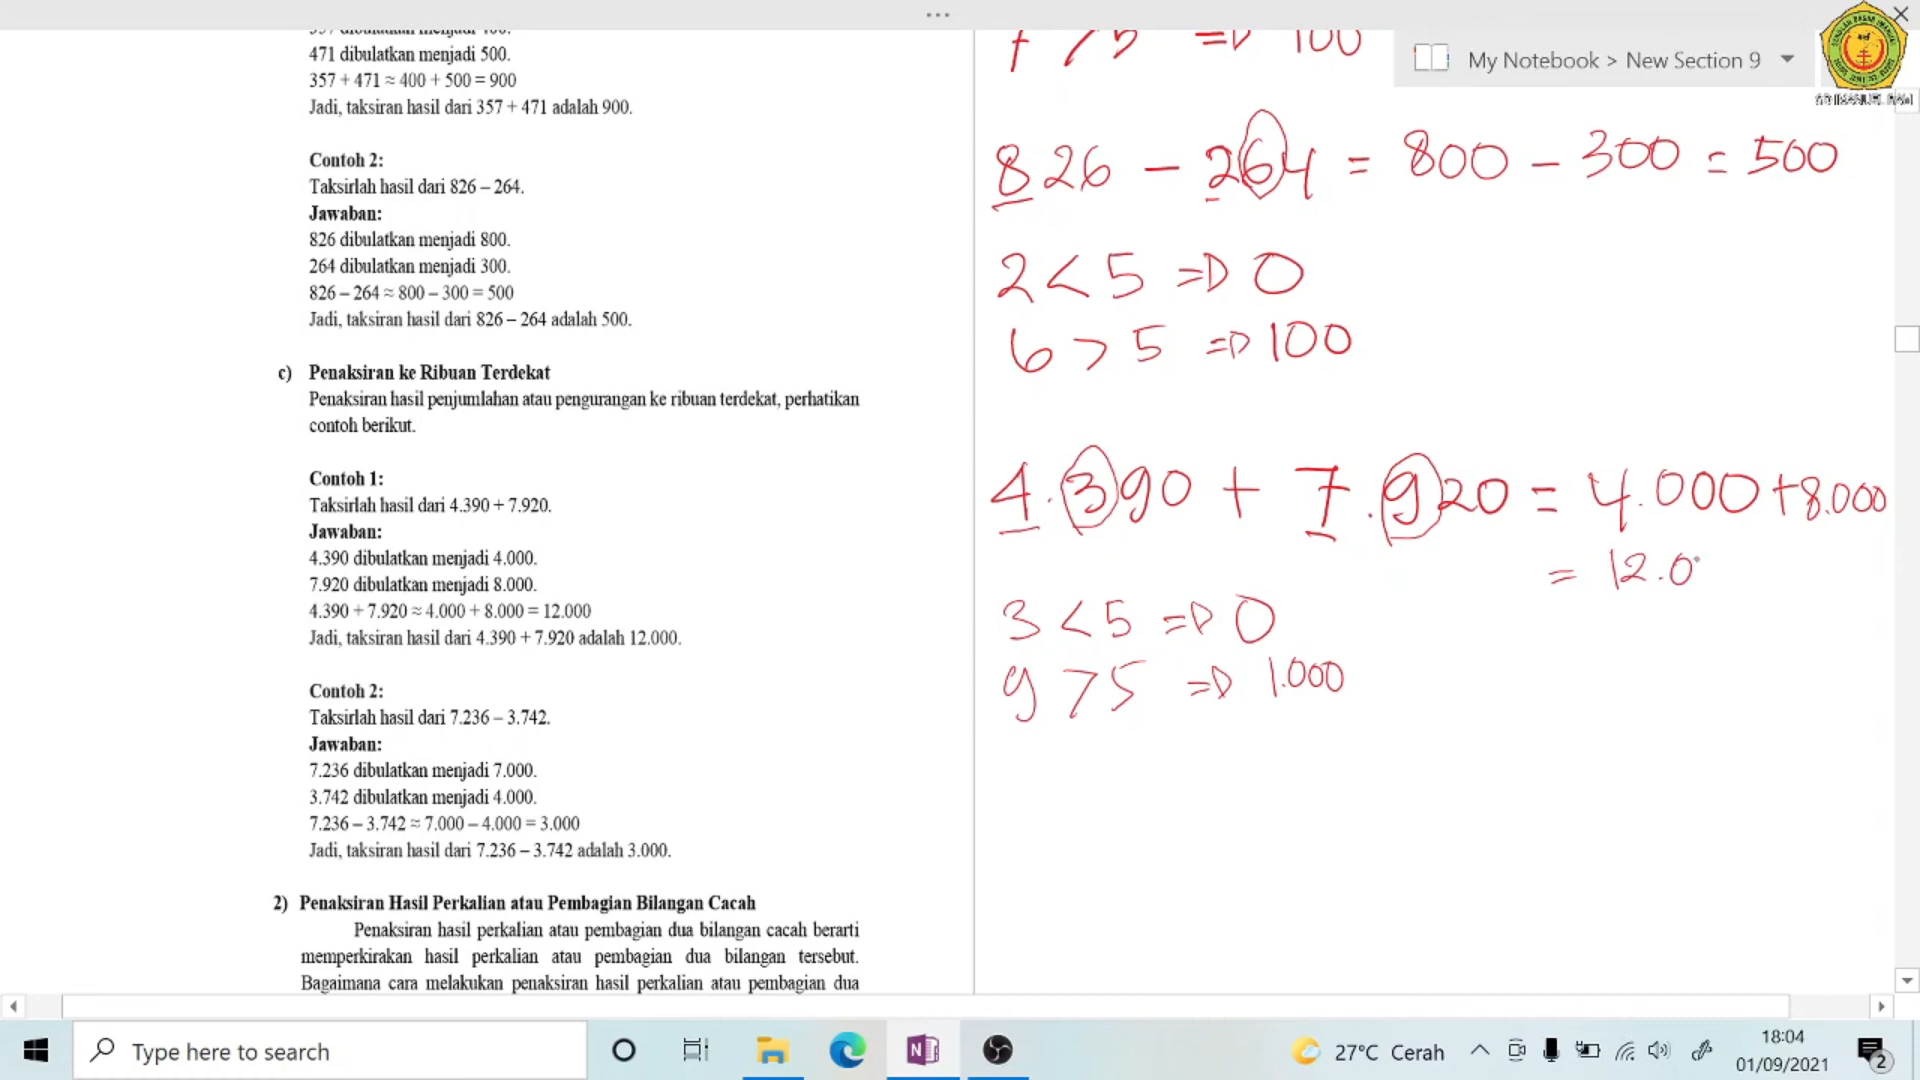 471 dibulatkan menjadi 500.
357 + 471 ≈ 400 + 500 = 900
Jadi, taksiran hasil dari 357 + 471 adalah 900.
Contoh 2:
Taksirlah hasil dari 826 – 264.
Jawaban:
826 dibulatkan menjadi 800.
264 dibulatkan menjadi 300.
826 – 264 ≈ 800 – 300 = 500
Jadi, taksiran hasil dari 826 – 264 adalah 500.
c) Penaksiran ke Ribuan Terdekat
Penaksiran hasil penjumlahan atau pengurangan ke ribuan terdekat, perhatikan
contoh berikut.
Contoh 1:
Taksirlah hasil dari 4.390 + 7.920.
Jawaban:
4.390 dibulatkan menjadi 4.000.
7.920 dibulatkan menjadi 8.000.
4.390 + 7.920 ≈ 4.000 + 8.000 = 12.000
Jadi, taksiran hasil dari 4.390 + 7.920 adalah 12.000.
Contoh 2:
Taksirlah hasil dari 7.236 – 3.742.
Jawaban:
7.236 dibulatkan menjadi 7.000.
3.742 dibulatkan menjadi 4.000.
7.236 – 3.742 ≈ 7.000 – 4.000 = 3.000
Jadi, taksiran hasil dari 7.236 – 3.742 adalah 3.000.
2) Penaksiran Hasil Perkalian atau Pembagian Bilangan Cacah
Penaksiran hasil perkalian atau pembagian dua bilangan cacah berarti
memperkirakan hasil perkalian atau pembagian dua bilangan tersebut.
Bagaimana cara melakukan penaksiran hasil perkalian atau pembagian dua
7 > 5 => 100
My Notebook > New Section 9
826 - 264 = 800 - 300 = 500
2 < 5 => 0
6 > 5 => 100
4.390 + 7.920 = 4.000 + 8.000
= 12.0
3 < 5 => 0
9 > 5 => 1.000
Type here to search
27°C Cerah
18:04
01/09/2021
2